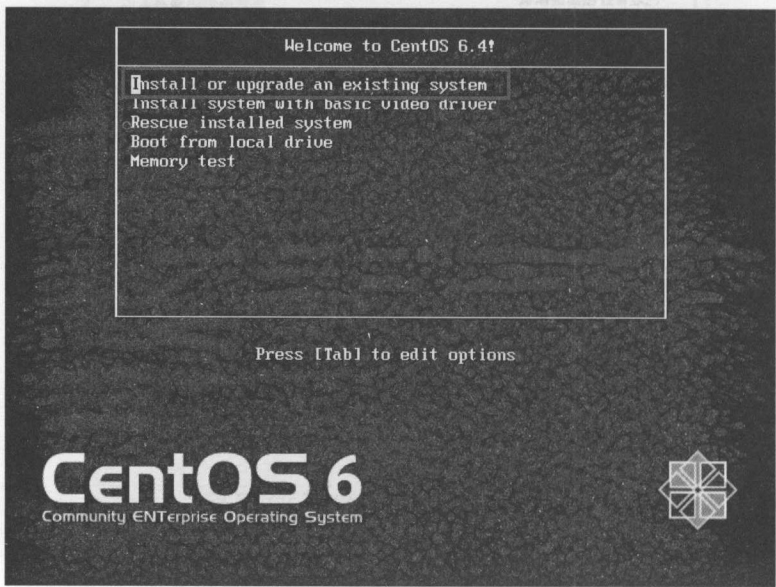 Welcome to CentOS 6.4!
Install or upgrade an existing system
Install system with basic video driver
Rescue installed system
Boot from local drive
Memory test
Press [Tab] to edit options
CentOS 6
Community ENTerprise Operating System